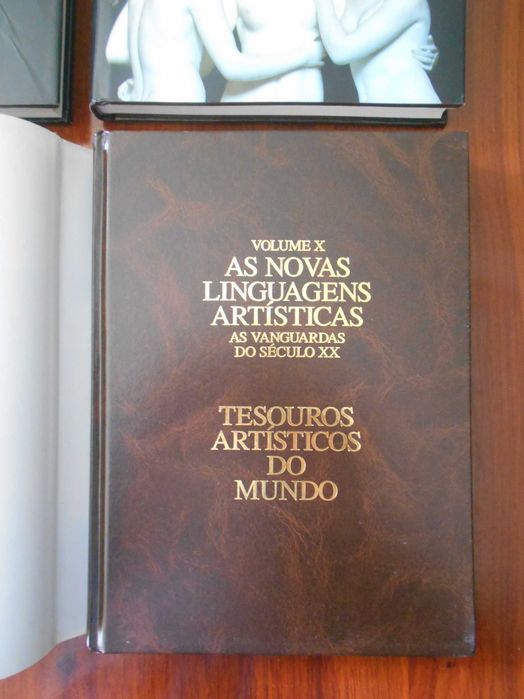 VOLUME X
AS NOVAS
LINGUAGENS
ARTÍSTICAS
AS VANGUARDAS
DO SÉCULO XX
TESOUROS
ARTÍSTICOS
DO
MUNDO